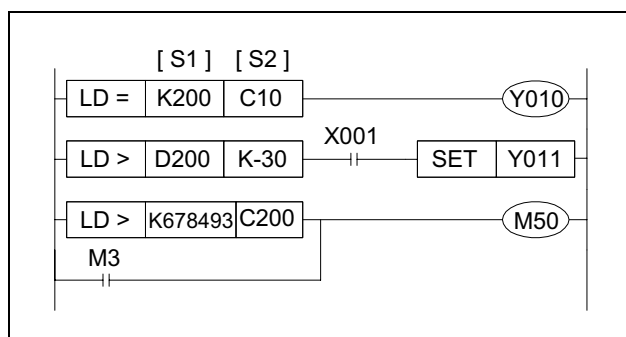 [ S1 ] [ S2 ]
LD = K200 C10 Y010
X001
LD > D200 K-30 SET Y011
LD > K678493 C200 M50
M3